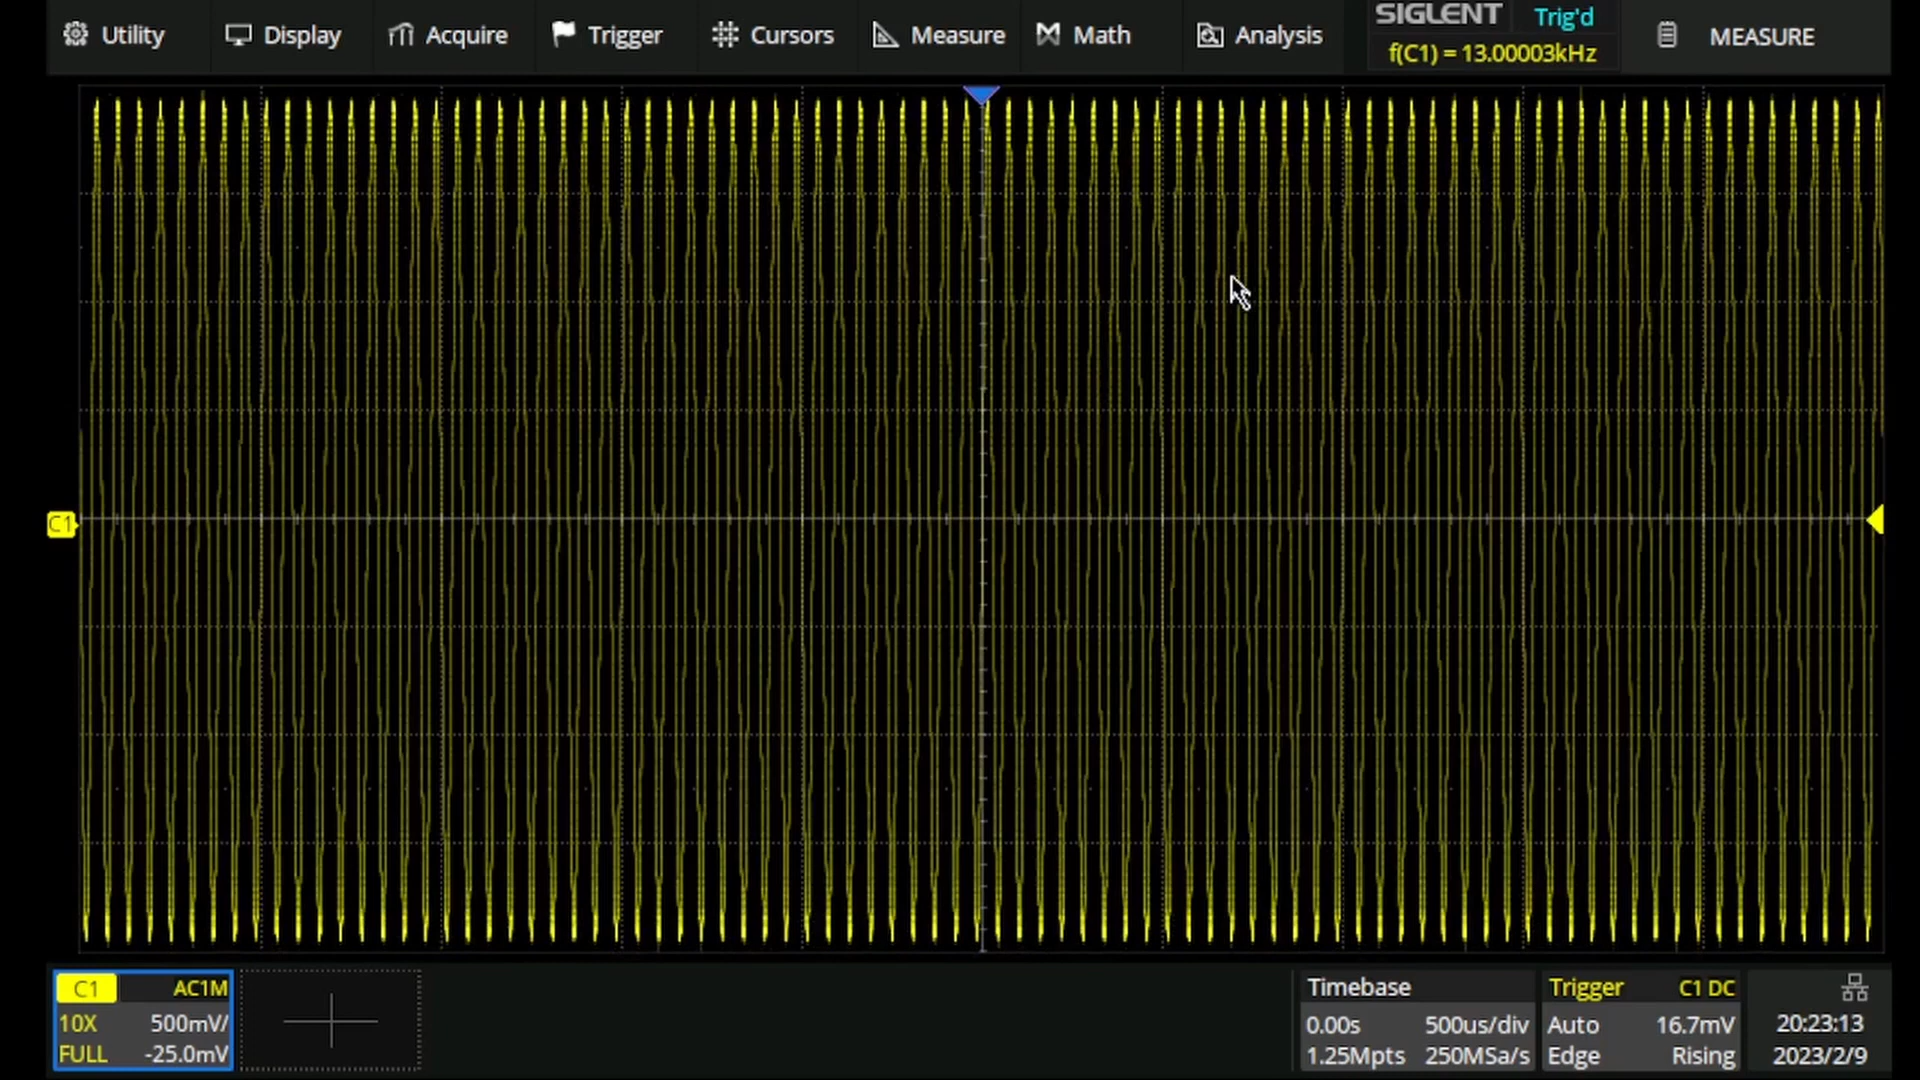 Utility Display Acquire Trigger Cursors Measure Math Analysis SIGLENT Trig'd MEASURE
f(C1) = 13.00003kHz
C1
C1 AC1M
10X 500mV/
FULL -25.0mV
Timebase
0.00s 500us/div
1.25Mpts 250MSa/s
Trigger C1 DC
Auto 16.7mV
Edge Rising
20:23:13
2023/2/9